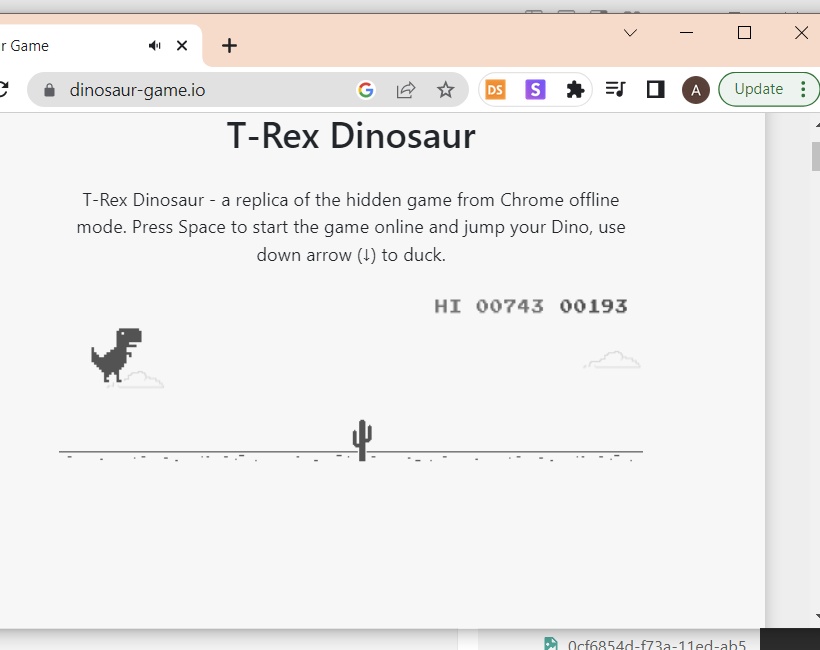 r Game
dinosaur-game.io
DS
S
A
Update
T-Rex Dinosaur
T-Rex Dinosaur - a replica of the hidden game from Chrome offline
mode. Press Space to start the game online and jump your Dino, use
down arrow (↓) to duck.
HI 00743 00193
0cf6854d-f73a-11ed-ab5